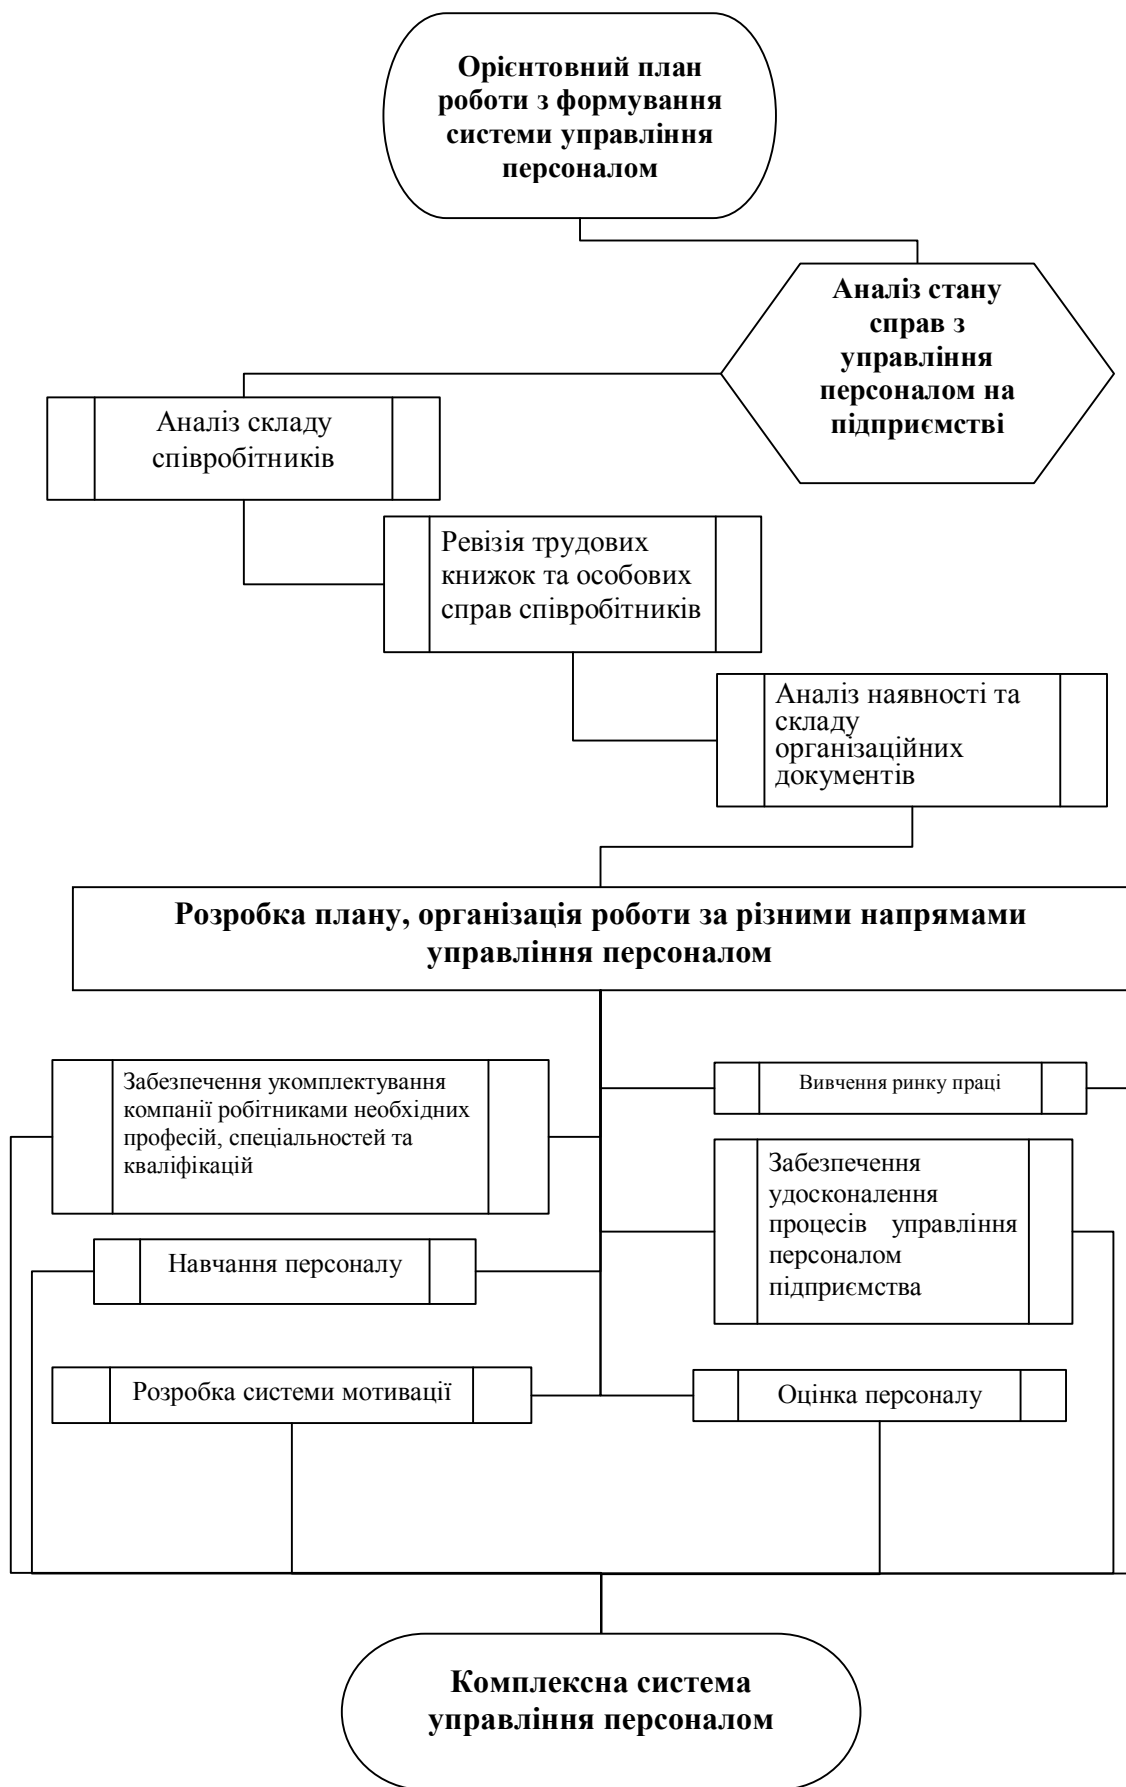 Орієнтовний план
роботи з формування
системи управління
персоналом
Аналіз стану
справ з
управління
персоналом на
підприємстві
Аналіз складу
співробітників
Ревізія трудових
книжок та особових
справ співробітників
Аналіз наявності та
складу
організаційних
документів
Розробка плану, організація роботи за різними напрямами
управління персоналом
Забезпечення укомплектування
компанії робітниками необхідних
професій, спеціальностей та
кваліфікацій
Вивчення ринку праці
Забезпечення
удосконалення
процесів управління
персоналом
підприємства
Навчання персоналу
Розробка системи мотивації
Оцінка персоналу
Комплексна система
управління персоналом